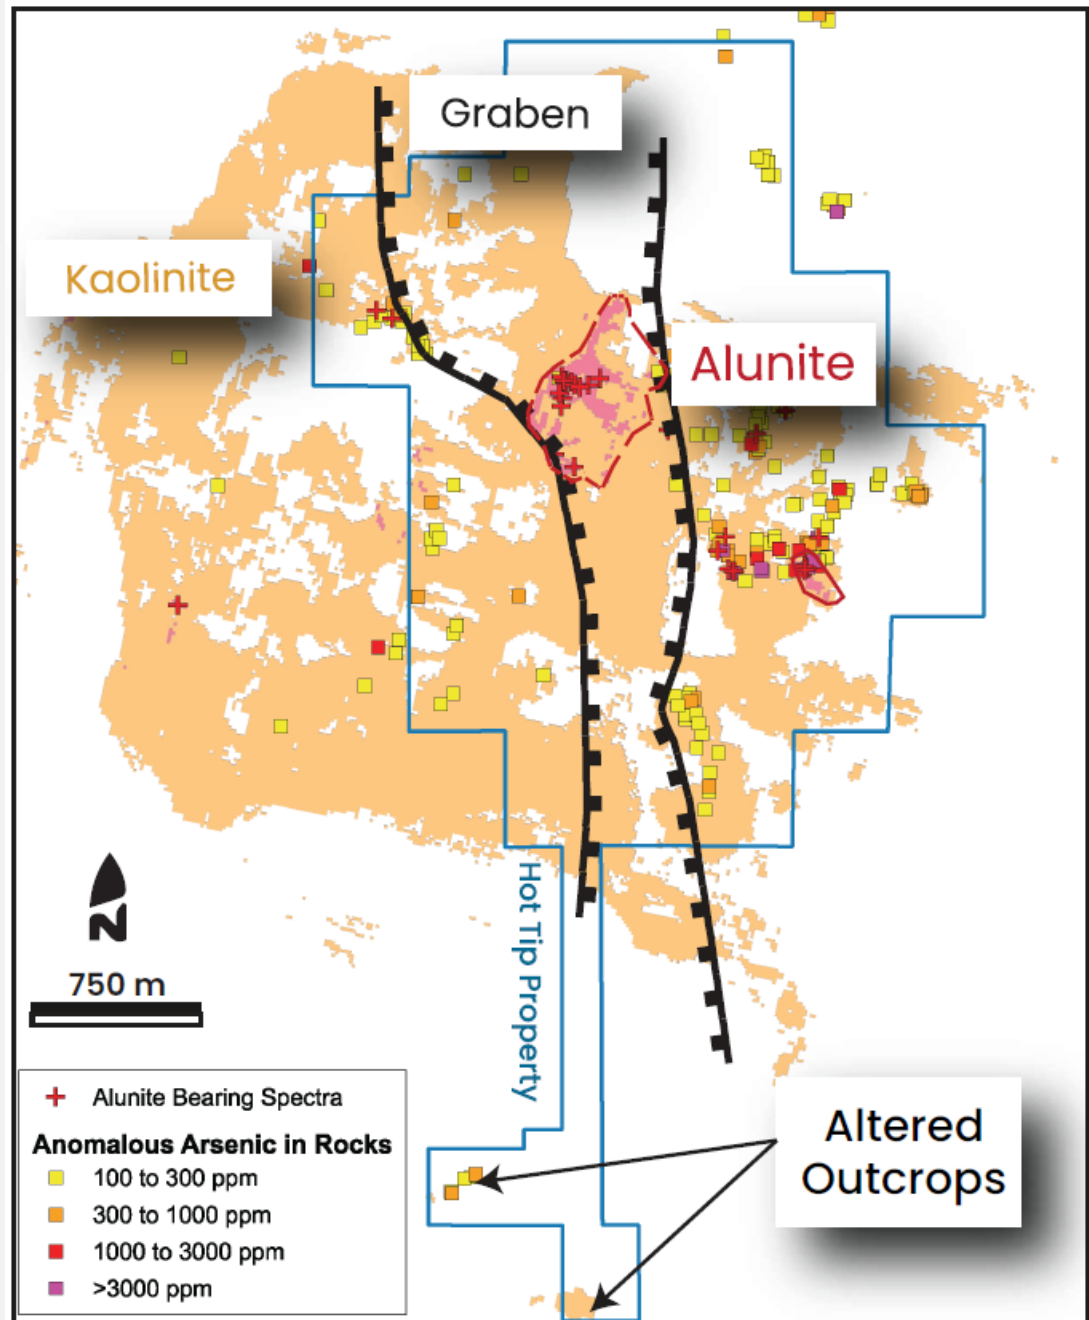 Graben
Kaolinite
Alunite
Hot Tip Property
N
750 m
Altered
Outcrops
Alunite Bearing Spectra
Anomalous Arsenic in Rocks
100 to 300 ppm
300 to 1000 ppm
1000 to 3000 ppm
>3000 ppm